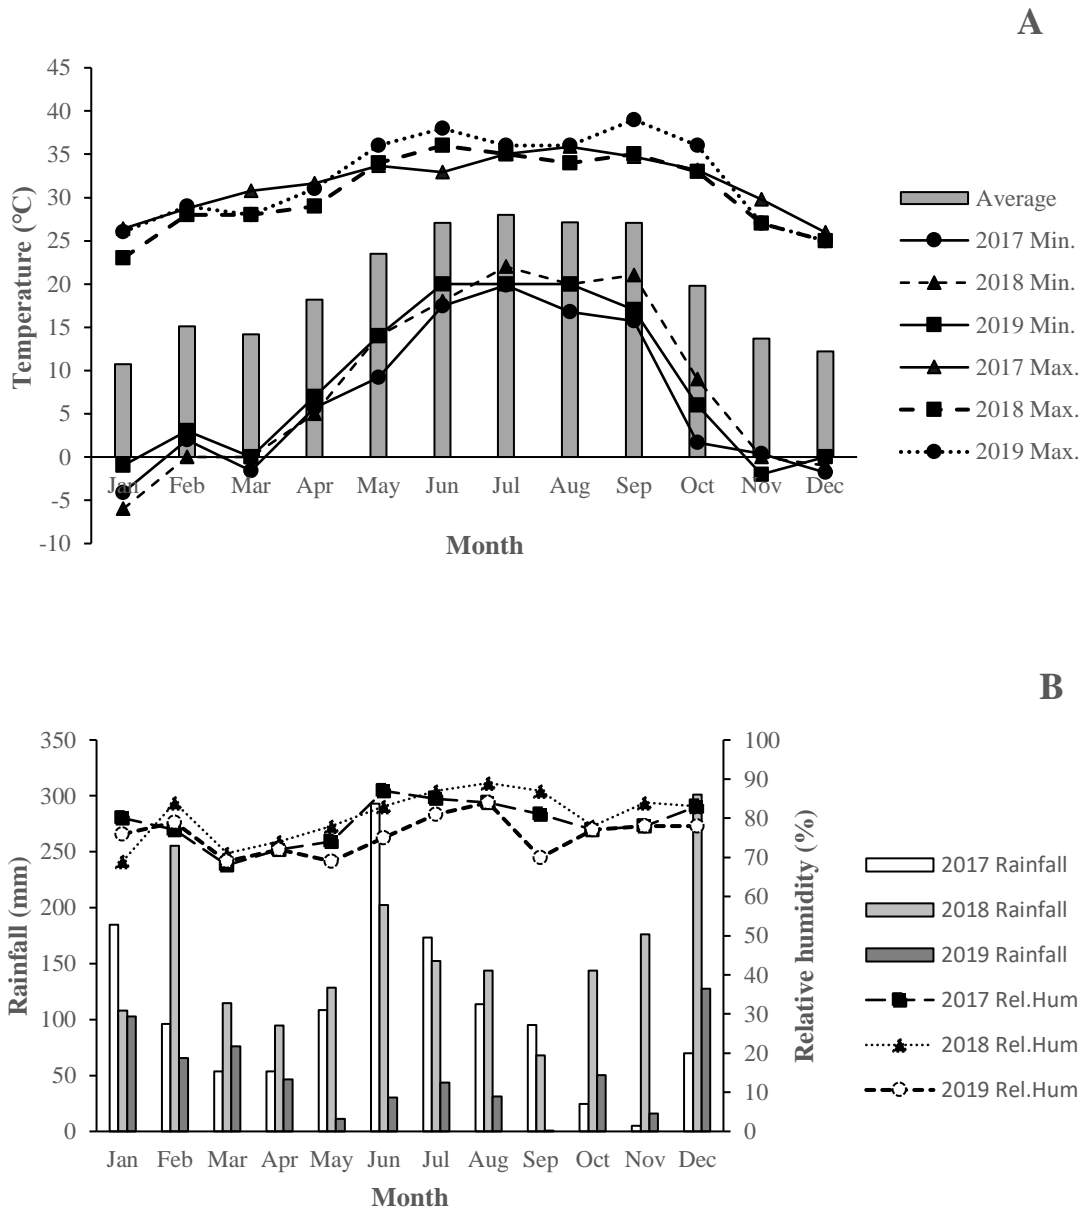 A
45
40
35
30
25
20
15
10
5
0
-5
-10
Temperature (°C)
Jan Feb Mar Apr May Jun Jul Aug Sep Oct Nov Dec
Month
Average
2017 Min.
2018 Min.
2019 Min.
2017 Max.
2018 Max.
2019 Max.
B
350
300
250
200
150
100
50
0
Rainfall (mm)
100
90
80
70
60
50
40
30
20
10
0
Relative humidity (%)
Jan Feb Mar Apr May Jun Jul Aug Sep Oct Nov Dec
Month
2017 Rainfall
2018 Rainfall
2019 Rainfall
2017 Rel.Hum
2018 Rel.Hum
2019 Rel.Hum